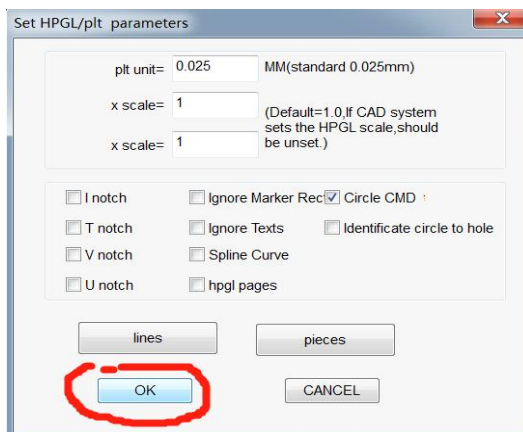 Set HPGL/plt parameters
plt unit= 0.025 MM(standard 0.025mm)
x scale= 1
(Default=1.0,If CAD system
sets the HPGL scale,should
be unset.)
x scale= 1
I notch Ignore Marker Rec Circle CMD
T notch Ignore Texts Identificate circle to hole
V notch Spline Curve
U notch hpgl pages
lines pieces
OK CANCEL